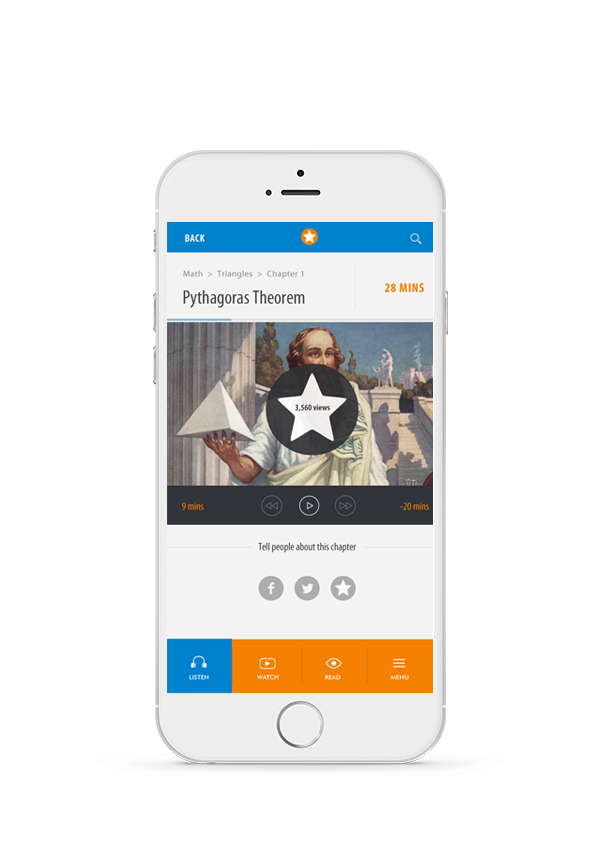 BACK
Math > Triangles > Chapter 1
Pythagoras Theorem
28 MINS
3,560 views
9 mins
-20 mins
Tell people about this chapter
LISTEN
WATCH
READ
MENU